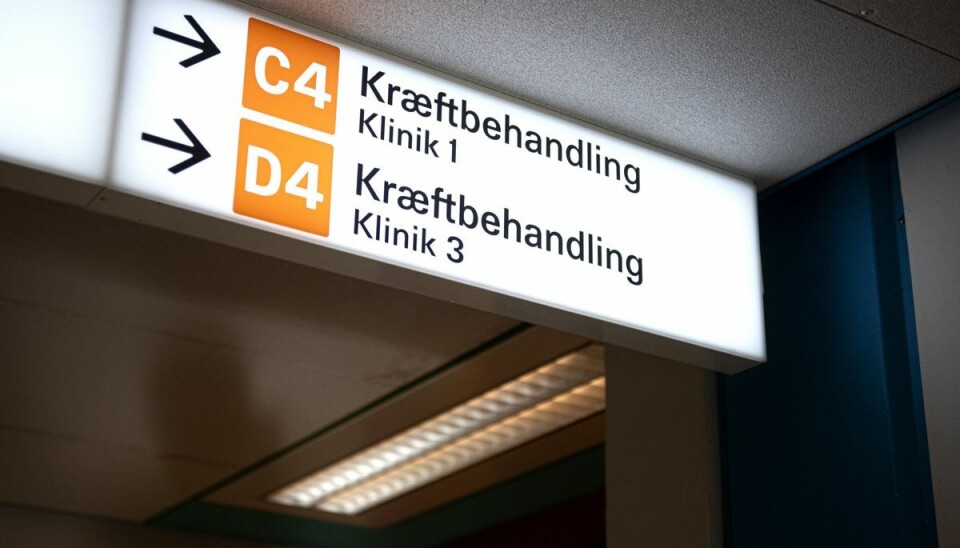 → C4 Kræftbehandling
Klinik 1
→ D4 Kræftbehandling
Klinik 3